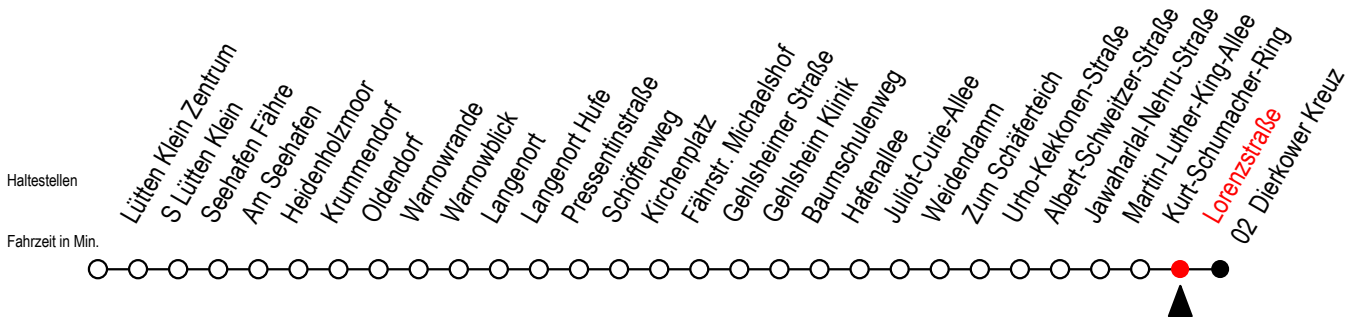 Haltestellen
Lütten Klein Zentrum
S Lütten Klein
Seehafen Fähre
Am Seehafen
Heidenholzmoor
Krummendorf
Oldendorf
Warnowrande
Warnowblick
Langenort
Langenort Hufe
Pressentinstraße
Schöffenweg
Kirchenplatz
Fährstr. Michaelshof
Gehlsheimer Straße
Gehlsheim Klinik
Baumschulenweg
Hafenallee
Juliot-Curie-Allee
Weidendamm
Zum Schäferteich
Urho-Kekkonen-Straße
Albert-Schweitzer-Straße
Jawaharlal-Nehru-Straße
Martin-Luther-King-Allee
Kurt-Schumacher-Ring
Lorenzstraße
02 Dierkower Kreuz
Fahrzeit in Min.